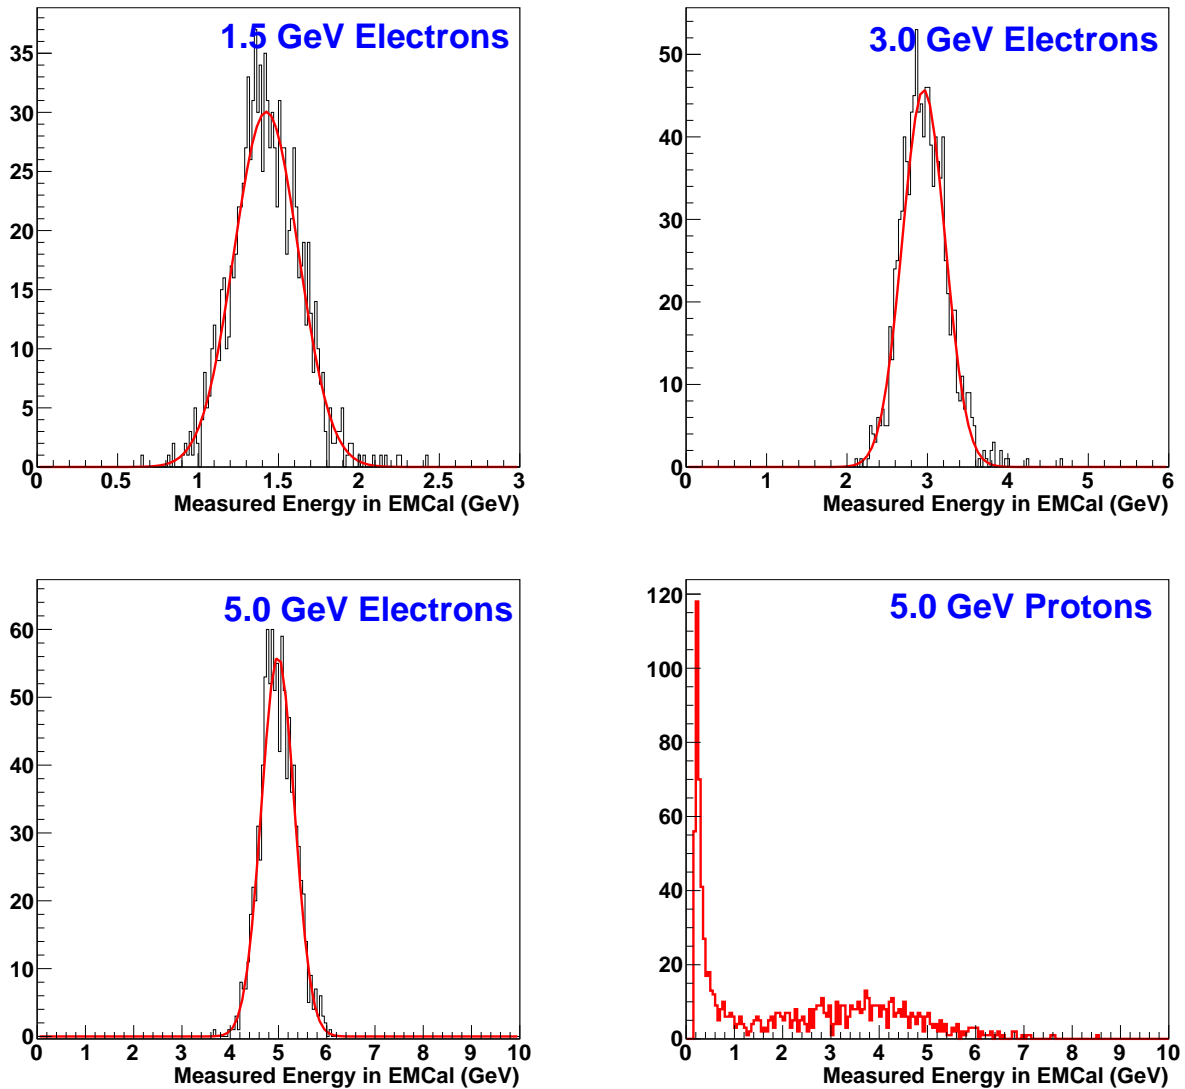 1.5 GeV Electrons
35
30
25
20
15
10
5
0
0 0.5 1 1.5 2 2.5 3
Measured Energy in EMCal (GeV)
3.0 GeV Electrons
50
40
30
20
10
0
0 1 2 3 4 5 6
Measured Energy in EMCal (GeV)
5.0 GeV Electrons
60
50
40
30
20
10
0
0 1 2 3 4 5 6 7 8 9 10
Measured Energy in EMCal (GeV)
5.0 GeV Protons
120
100
80
60
40
20
0
0 1 2 3 4 5 6 7 8 9 10
Measured Energy in EMCal (GeV)